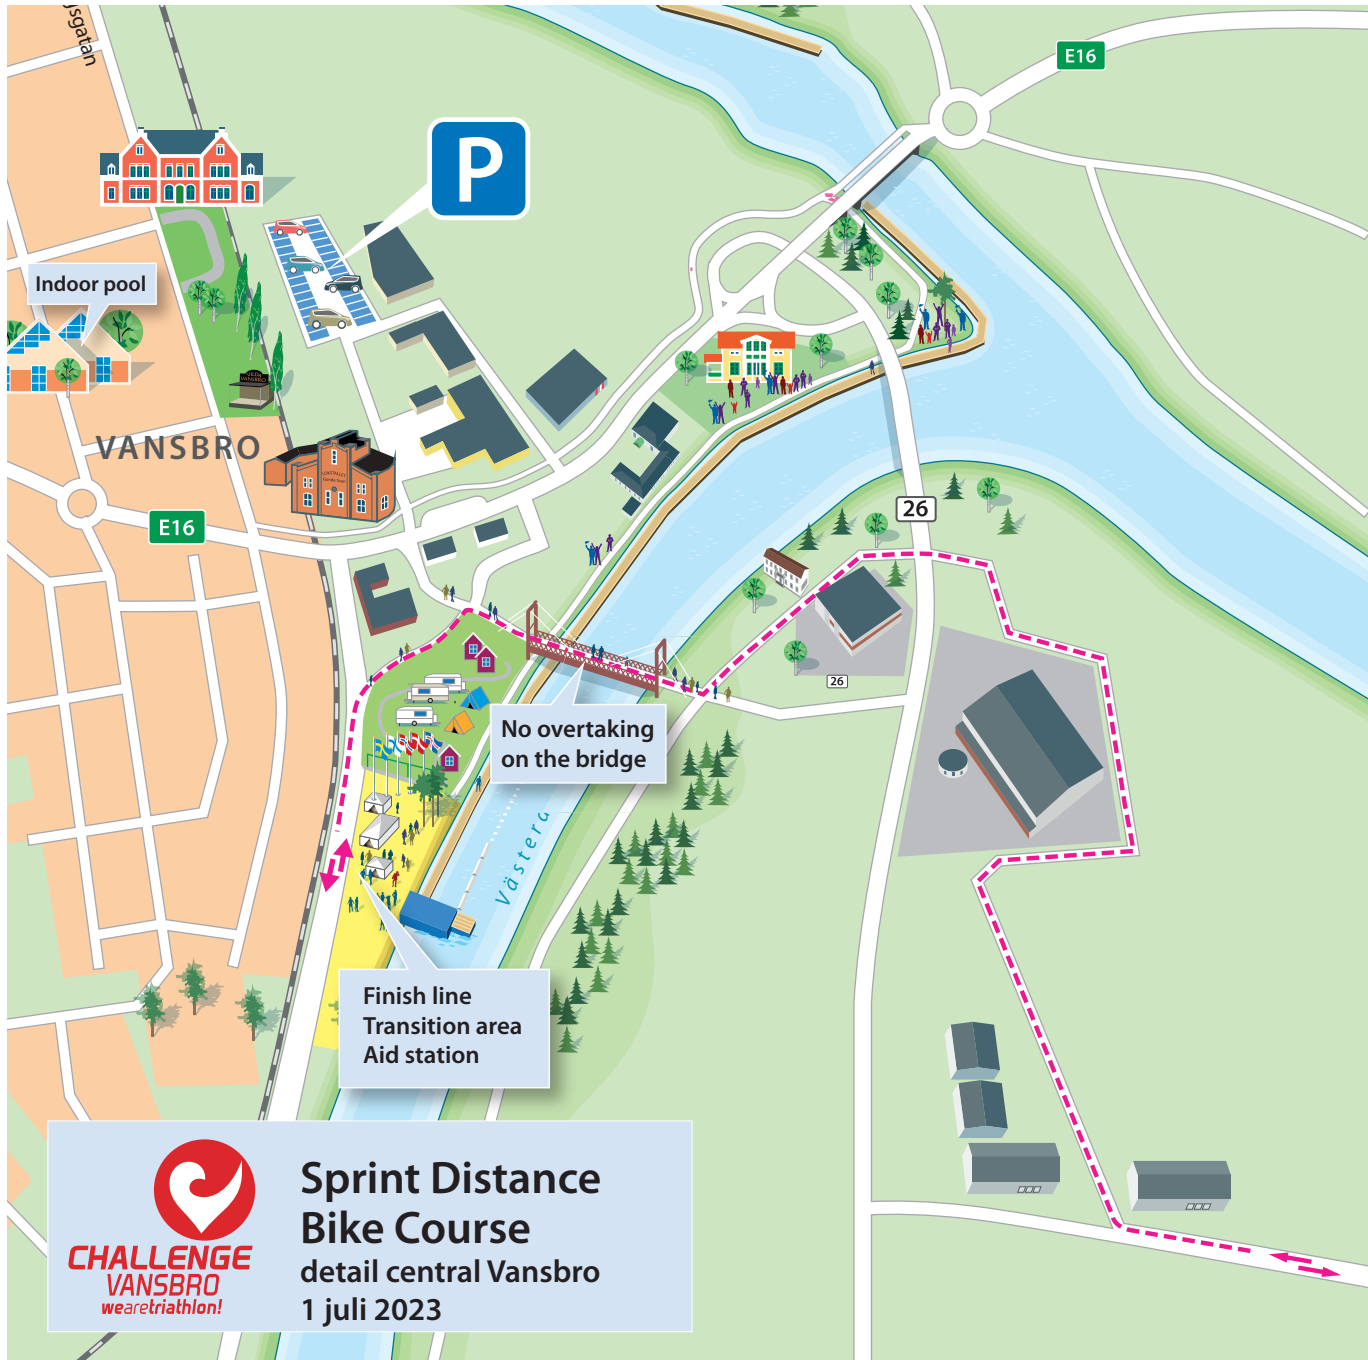 gsgatan
E16
P
Indoor pool
VANSBRO
E16
26
26
No overtaking
on the bridge
Västerd
Finish line
Transition area
Aid station
Sprint Distance
Bike Course
detail central Vansbro
1 juli 2023
CHALLENGE
VANSBRO
wearetriathlon!